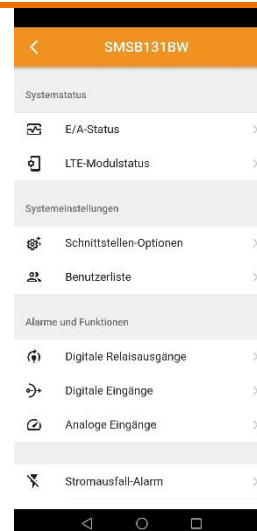 SMSB131BW
Systemstatus
E/A-Status
LTE-Modulstatus
Systemeinstellungen
Schnittstellen-Optionen
Benutzerliste
Alarme und Funktionen
Digitale Relaisausgänge
Digitale Eingänge
Analoge Eingänge
Stromausfall-Alarm